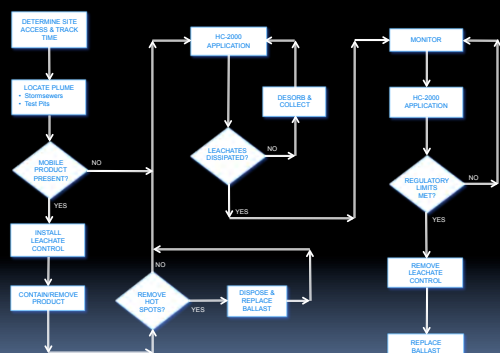 DETERMINE SITE
ACCESS & TRACK
TIME
LOCATE PLUME
• Stormsewers
• Test Pits
MOBILE
PRODUCT
PRESENT?
NO
YES
INSTALL
LEACHATE
CONTROL
CONTAIN/REMOVE
PRODUCT
HC-2000
APPLICATION
DESORB &
COLLECT
LEACHATES
DISSIPATED?
NO
YES
NO
REMOVE
HOT
SPOTS?
YES
DISPOSE &
REPLACE
BALLAST
MONITOR
HC-2000
APPLICATION
REGULATORY
LIMITS
MET?
NO
YES
REMOVE
LEACHATE
CONTROL
REPLACE
BALLAST